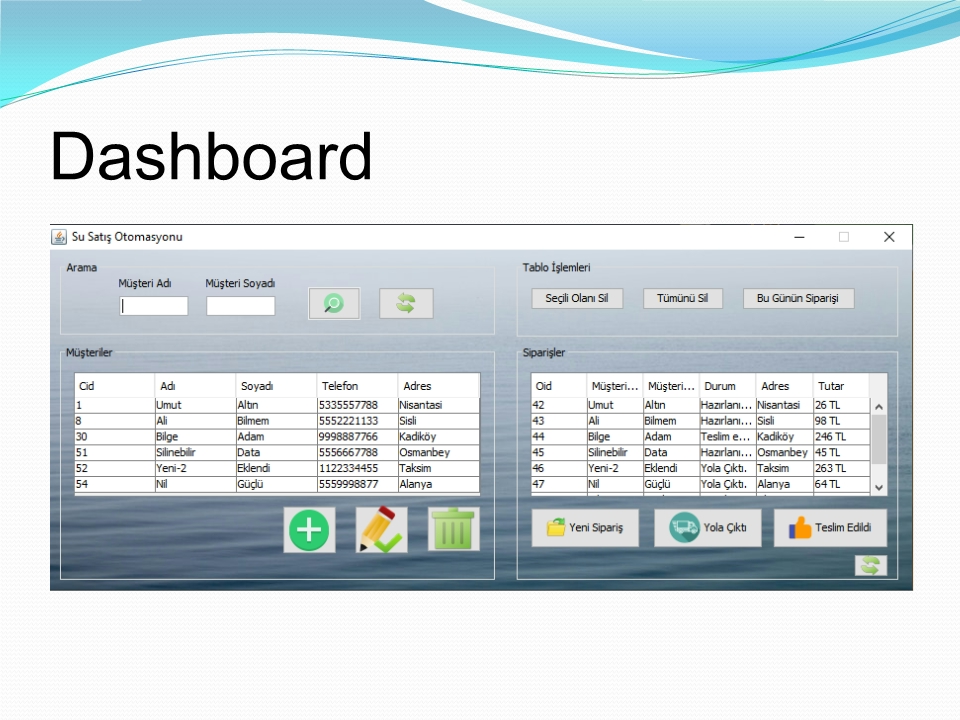 Dashboard
Su Satış Otomasyonu
Arama
Müşteri Adı Müşteri Soyadı
Tablo İşlemleri
Seçili Olanı Sil Tümünü Sil Bu Günün Siparişi
Müşteriler
Cid Adı Soyadı Telefon Adres
1 Umut Altın 5335557788 Nisantasi
8 Ali Bilmem 5552221133 Sisli
30 Bilge Adam 9998887766 Kadiköy
51 Silinebilir Data 5556667788 Osmanbey
52 Yeni-2 Eklendi 1122334455 Taksim
54 Nil Güçlü 5559998877 Alanya
Siparişler
Oid Müşteri... Müşteri... Durum Adres Tutar
42 Umut Altın Hazırlanı... Nisantasi 26 TL
43 Ali Bilmem Hazırlanı... Sisli 98 TL
44 Bilge Adam Teslim e... Kadiköy 246 TL
45 Silinebilir Data Hazırlanı... Osmanbey 45 TL
46 Yeni-2 Eklendi Yola Çıktı. Taksim 263 TL
47 Nil Güçlü Yola Çıktı. Alanya 64 TL
Yeni Sipariş Yola Çıktı Teslim Edildi